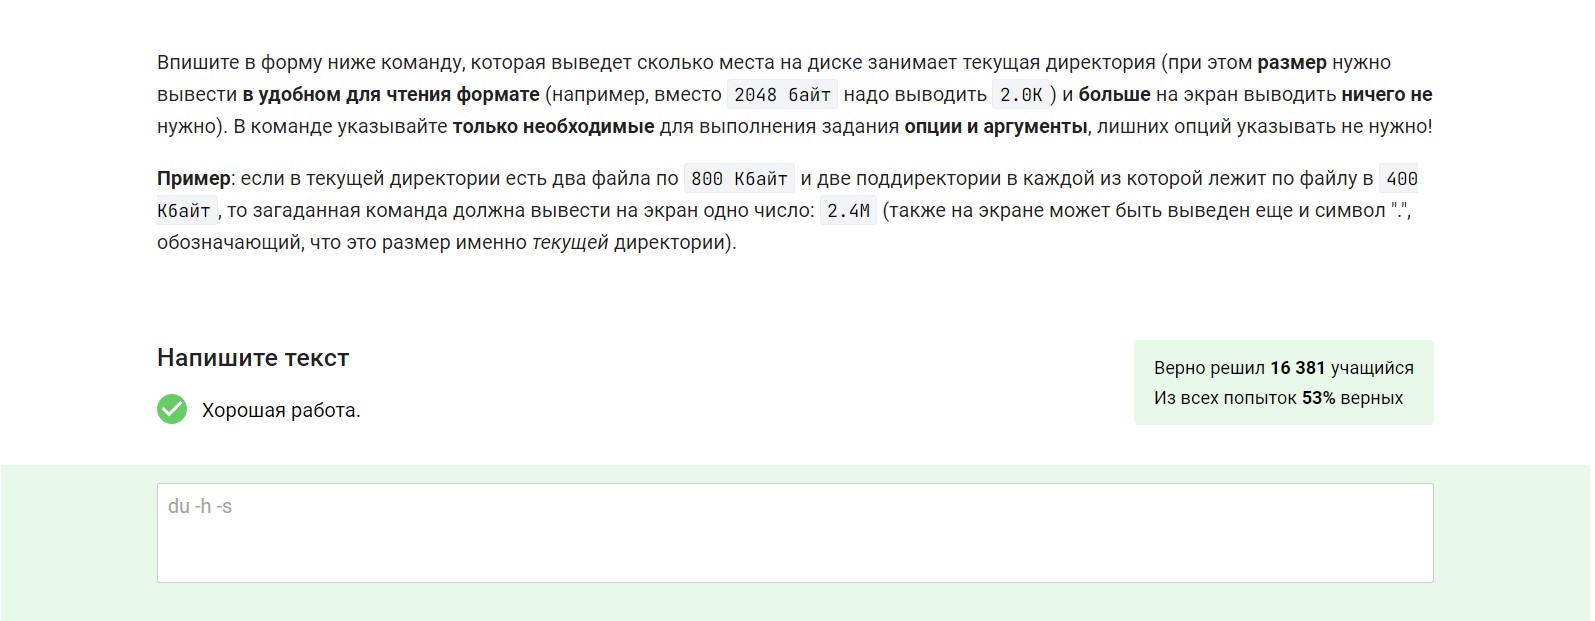 Впишите в форму ниже команду, которая выведет сколько места на диске занимает текущая директория (при этом размер нужно
вывести в удобном для чтения формате (например, вместо 2048 байт надо выводить 2.0K ) и больше на экран выводить ничего не
нужно). В команде указывайте только необходимые для выполнения задания опции и аргументы, лишних опций указывать не нужно!
Пример: если в текущей директории есть два файла по 800 Кбайт и две поддиректории в каждой из которой лежит по файлу в 400
Кбайт , то загаданная команда должна вывести на экран одно число: 2.4M (также на экране может быть выведен еще и символ ".",
обозначающий, что это размер именно текущей директории).
Напишите текст
Хорошая работа.
Верно решил 16 381 учащийся
Из всех попыток 53% верных
du -h -s